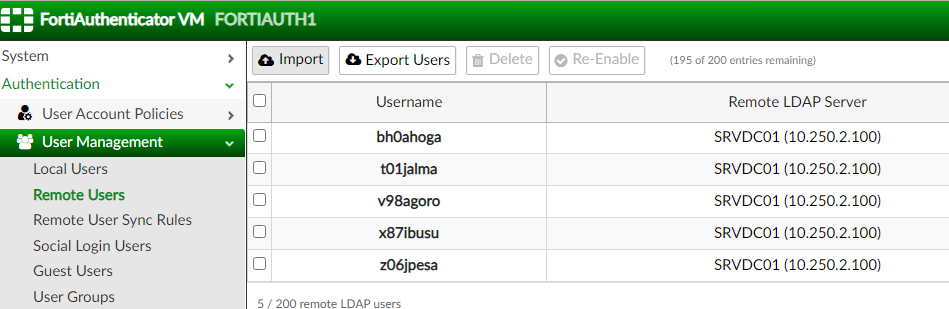 FortiAuthenticator VM FORTIAUTH1
System
Authentication
User Account Policies
User Management
Local Users
Remote Users
Remote User Sync Rules
Social Login Users
Guest Users
User Groups
Import Export Users Delete Re-Enable (195 of 200 entries remaining)
Username Remote LDAP Server
bh0ahoga SRVDC01 (10.250.2.100)
t01jalma SRVDC01 (10.250.2.100)
v98agoro SRVDC01 (10.250.2.100)
x87ibusu SRVDC01 (10.250.2.100)
z06jpesa SRVDC01 (10.250.2.100)
5 / 200 remote LDAP users